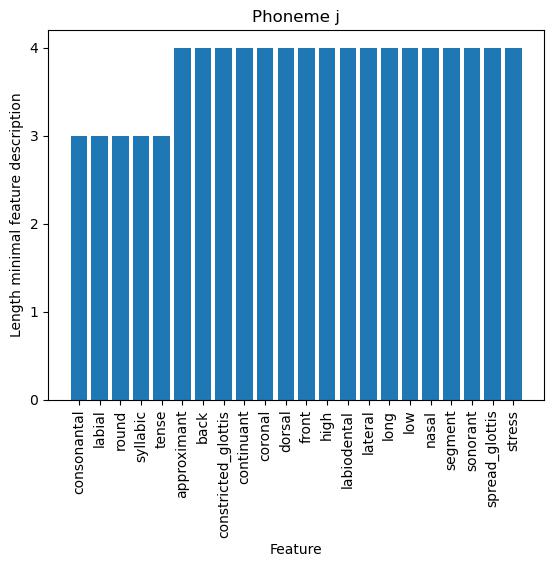 Phoneme j
Length minimal feature description
4
3
2
1
0
consonantal
labial
round
syllabic
tense
approximant
back
constricted_glottis
continuant
coronal
dorsal
front
high
labiodental
lateral
long
low
nasal
segment
sonorant
spread_glottis
stress
Feature